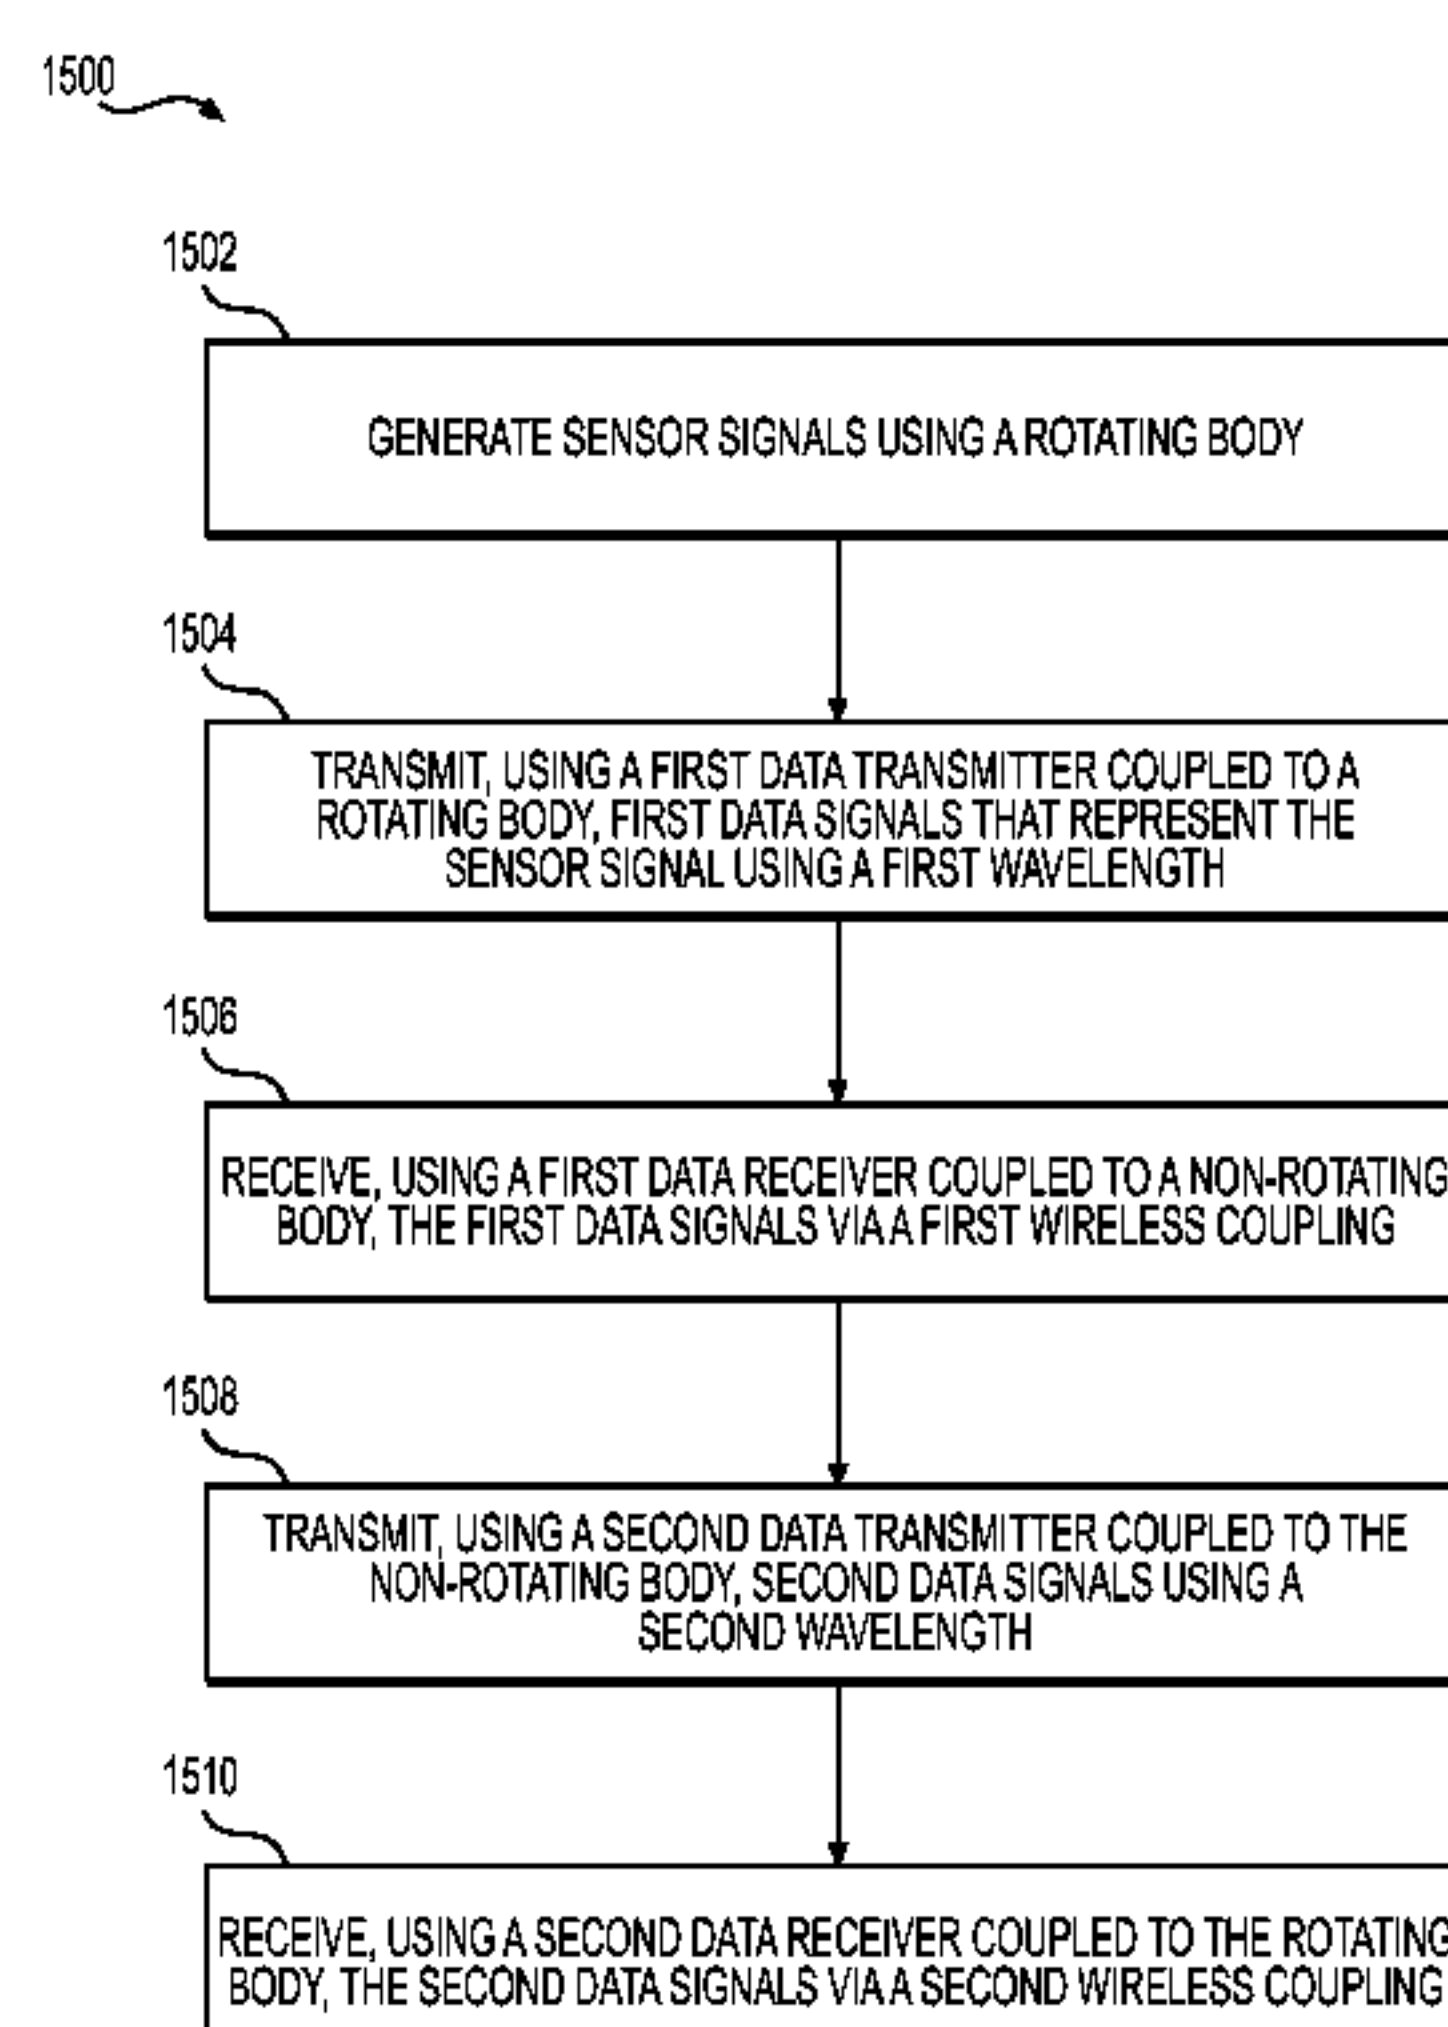 1500
1502
GENERATE SENSOR SIGNALS USING A ROTATING BODY
1504
TRANSMIT, USING A FIRST DATA TRANSMITTER COUPLED TO A
ROTATING BODY, FIRST DATA SIGNALS THAT REPRESENT THE
SENSOR SIGNAL USING A FIRST WAVELENGTH
1506
RECEIVE, USING A FIRST DATA RECEIVER COUPLED TO A NON-ROTATING
BODY, THE FIRST DATA SIGNALS VIA A FIRST WIRELESS COUPLING
1508
TRANSMIT, USING A SECOND DATA TRANSMITTER COUPLED TO THE
NON-ROTATING BODY, SECOND DATA SIGNALS USING A
SECOND WAVELENGTH
1510
RECEIVE, USING A SECOND DATA RECEIVER COUPLED TO THE ROTATING
BODY, THE SECOND DATA SIGNALS VIA A SECOND WIRELESS COUPLING